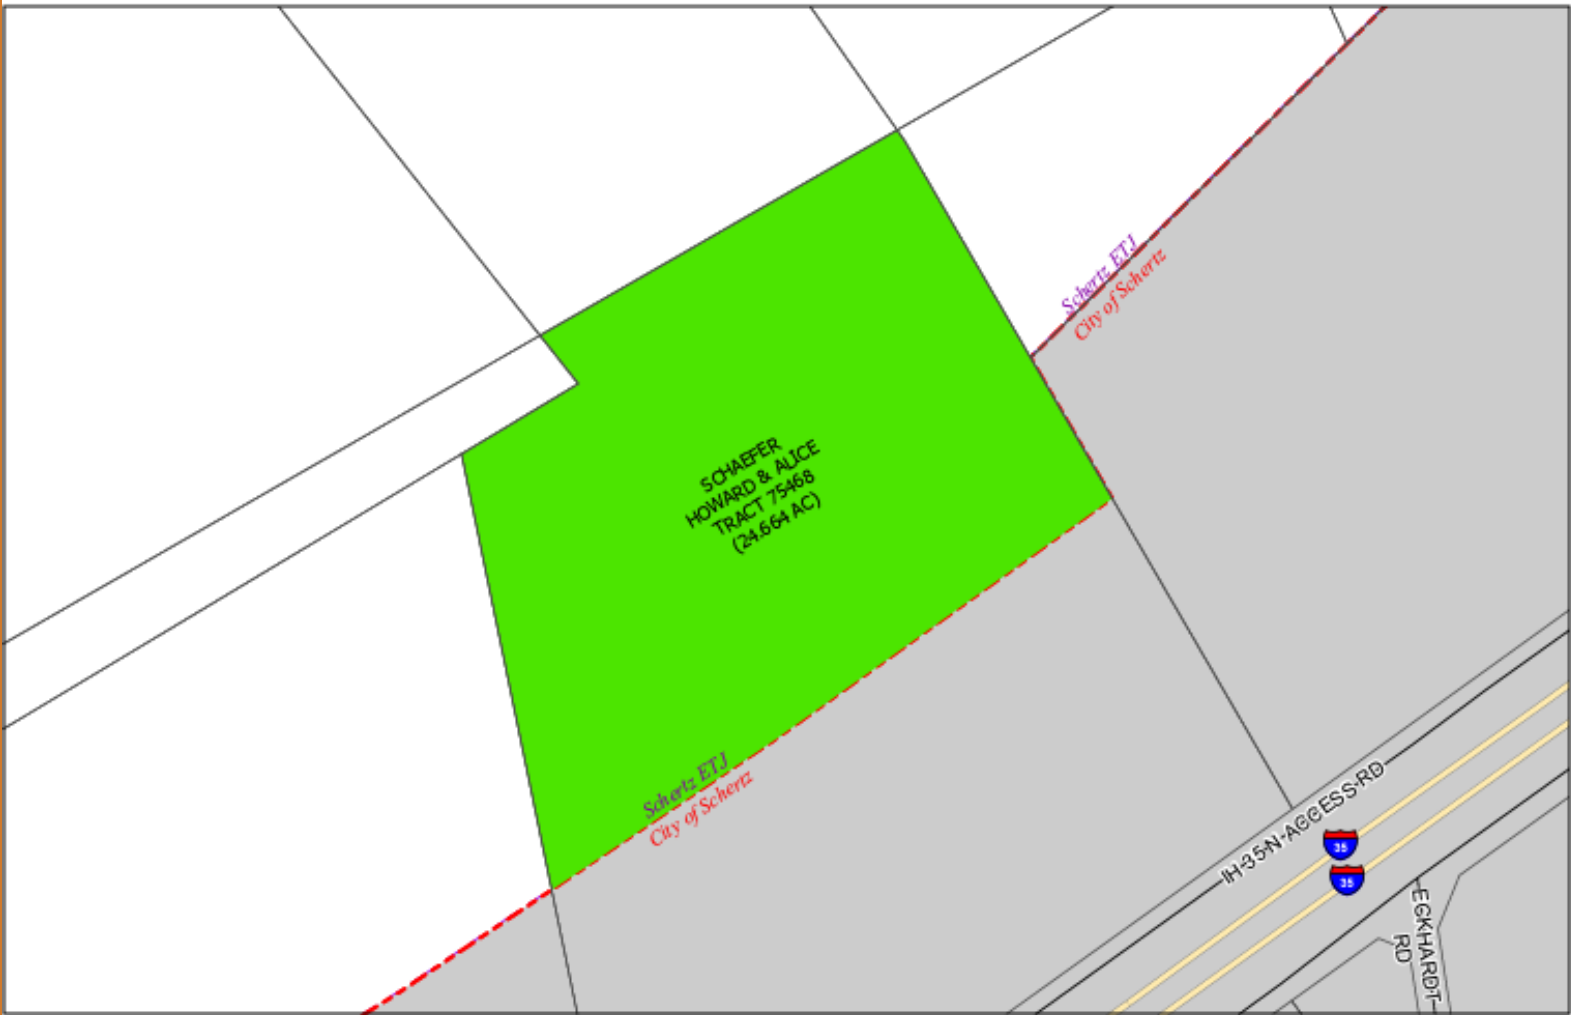 Schertz ETJ
City of Schertz
SCHAEFER
HOWARD & ALICE
TRACT 75468
(24.664 AC)
Schertz ETJ
City of Schertz
IH-35-N-ACCESS-RD
35
35
ECKHARDT
RD